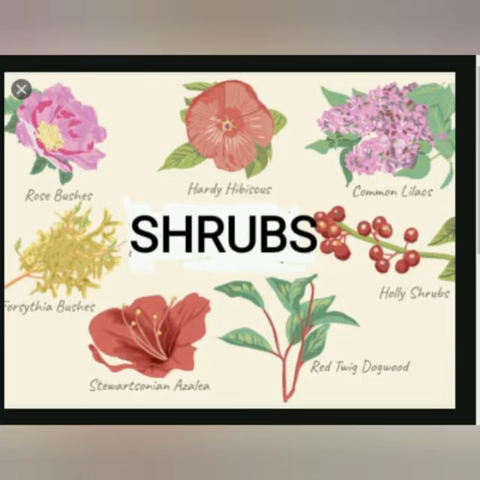 Rose Bushes
Hardy Hibiscus
Common Lilacs
SHRUBS
Forsythia Bushes
Holly Shrubs
Stewartsonian Azalea
Red Twig Dogwood